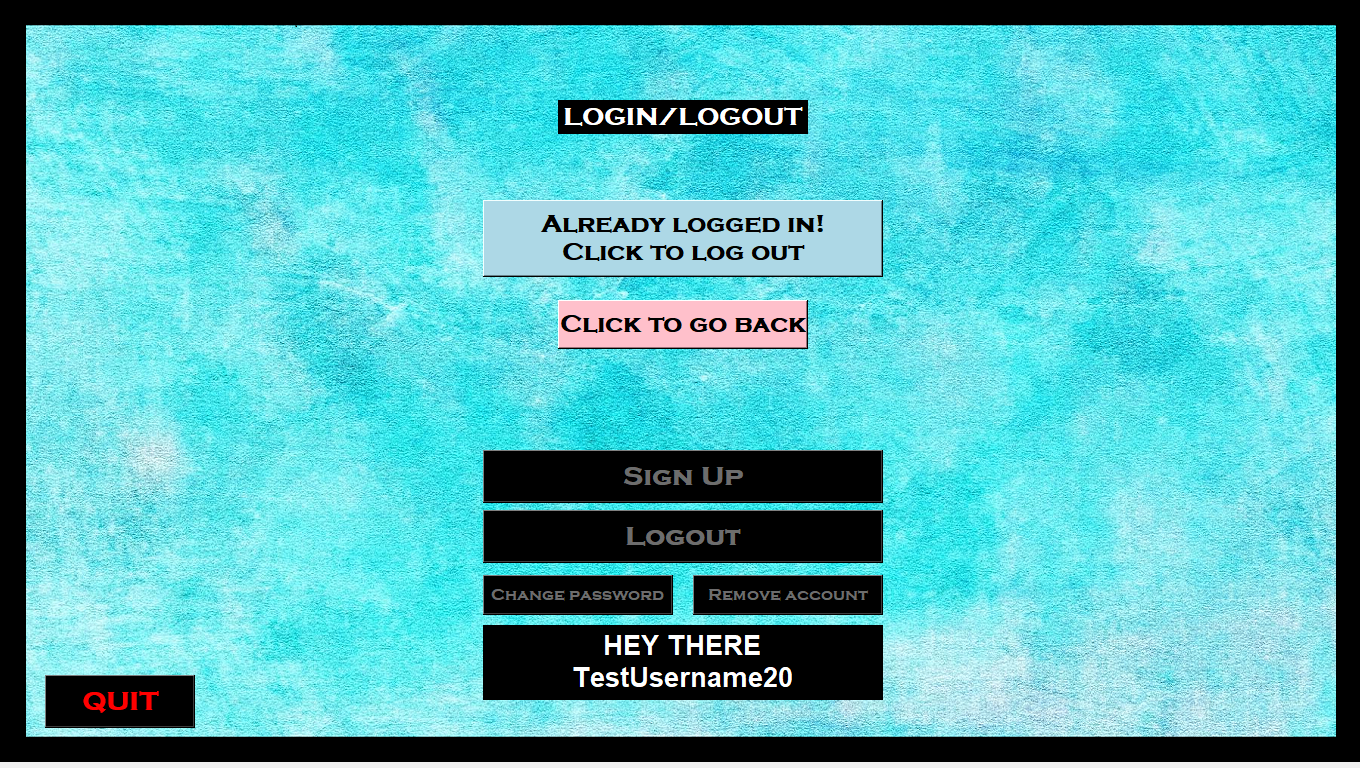 LOGIN/LOGOUT
Already logged in!
Click to log out
Click to go back
Sign Up
Logout
Change password
Remove account
HEY THERE
TestUsername20
QUIT